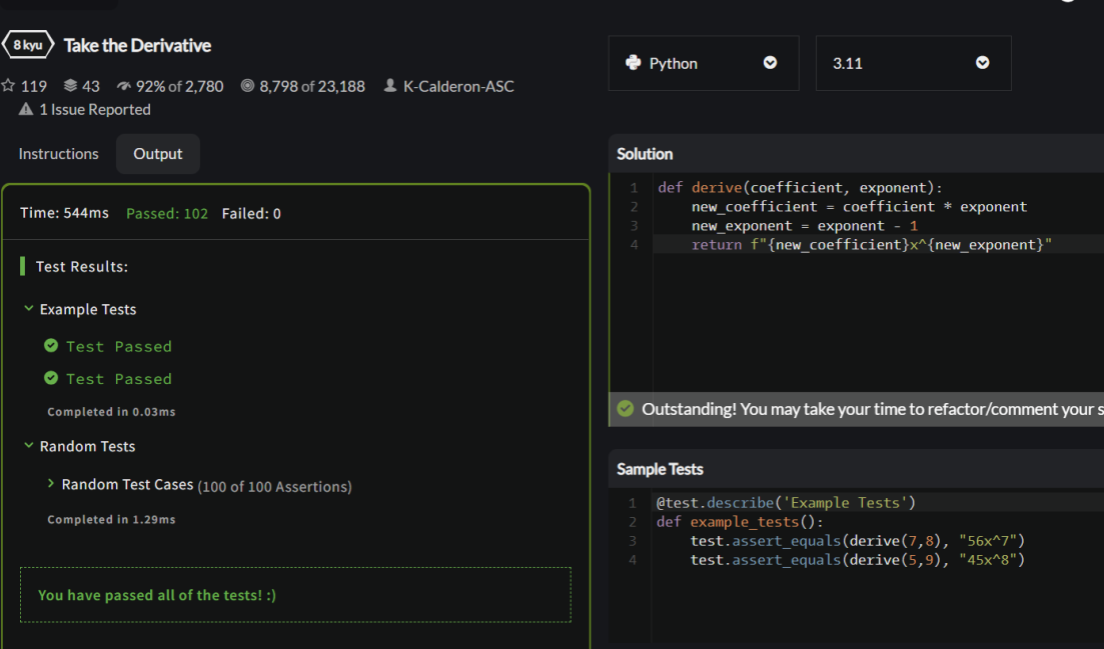 8 kyu Take the Derivative
119 43 92% of 2,780 8,798 of 23,188 K-Calderon-ASC
1 Issue Reported
Instructions Output
Time: 544ms Passed: 102 Failed: 0
Test Results:
Example Tests
Test Passed
Test Passed
Completed in 0.03ms
Random Tests
Random Test Cases (100 of 100 Assertions)
Completed in 1.29ms
You have passed all of the tests! :)
Python 3.11
Solution
1 def derive(coefficient, exponent):
2 new_coefficient = coefficient * exponent
3 new_exponent = exponent - 1
4 return f"{new_coefficient}x^{new_exponent}"
Outstanding! You may take your time to refactor/comment your s
Sample Tests
1 @test.describe('Example Tests')
2 def example_tests():
3 test.assert_equals(derive(7,8), "56x^7")
4 test.assert_equals(derive(5,9), "45x^8")